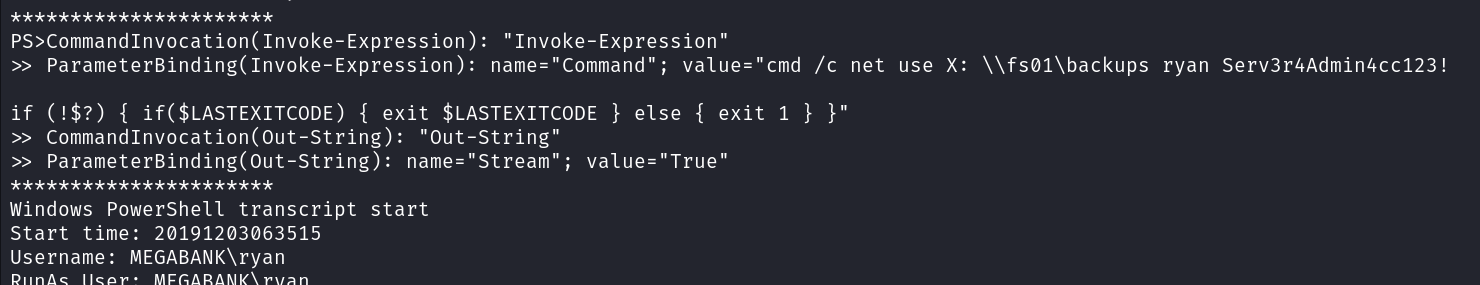 **********************
PS>CommandInvocation(Invoke-Expression): "Invoke-Expression"
>> ParameterBinding(Invoke-Expression): name="Command"; value="cmd /c net use X: \\fs01\backups ryan Serv3r4Admin4cc123!
if (!$?) { if($LASTEXITCODE) { exit $LASTEXITCODE } else { exit 1 } }"
>> CommandInvocation(Out-String): "Out-String"
>> ParameterBinding(Out-String): name="Stream"; value="True"
**********************
Windows PowerShell transcript start
Start time: 20191203063515
Username: MEGABANK\ryan
RunAs User: MEGABANK\ryan